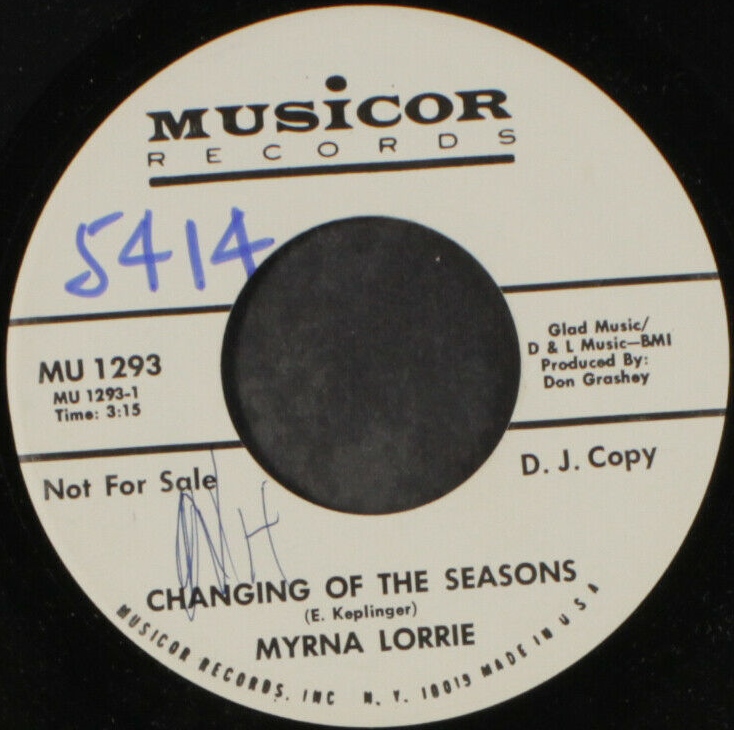 MUSICOR
RECORDS
5414
MU 1293
MU 1293-1
Time: 3:15
Glad Music/
D & L Music—BMI
Produced By:
Don Grashey
Not For Sale
D. J. Copy
CHANGING OF THE SEASONS
(E. Keplinger)
MYRNA LORRIE
MUSICOR RECORDS, INC N. Y. 10019 MADE IN USA